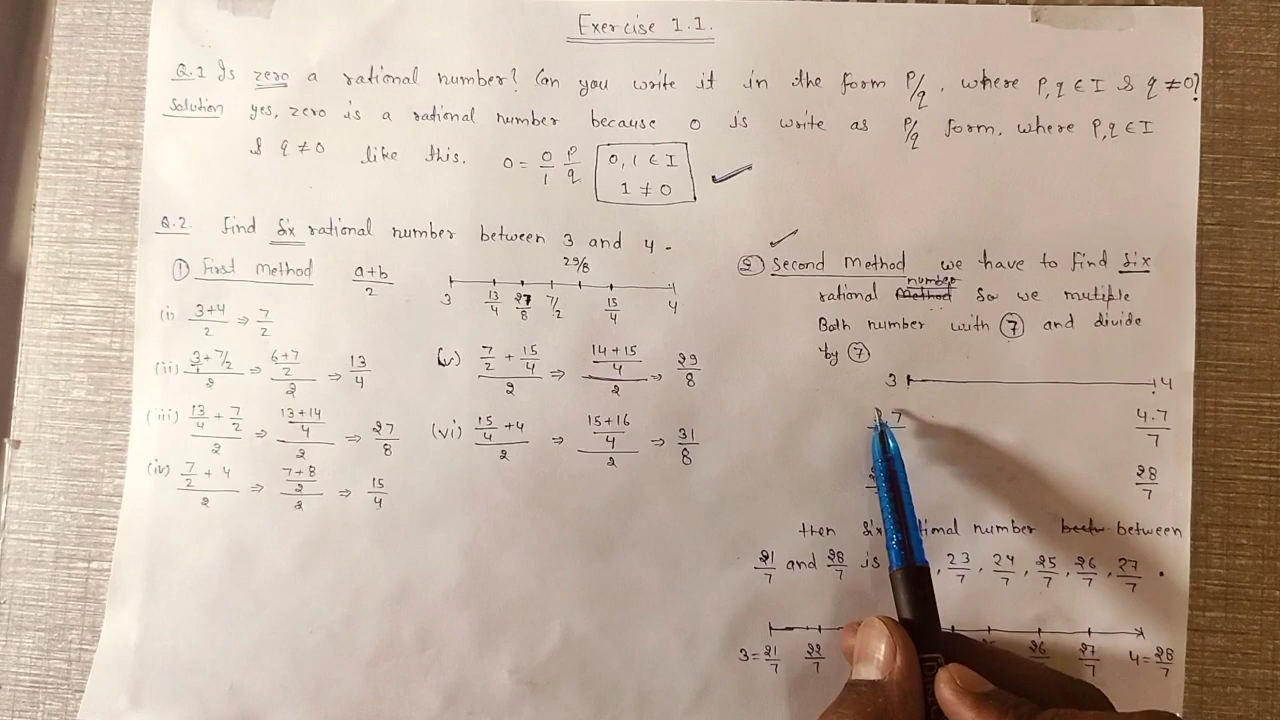 Exercise 1.1.
Q.1 Is zero a rational number? Can you write it in the form P/q, where P, q ∈ I & q ≠ 0?
Solution yes, zero is a rational number because 0 is write as P/q form, where P, q ∈ I
& q ≠ 0 like this. 0 = 0/1 P/q 0, 1 ∈ I
1 ≠ 0
Q.2. Find six rational number between 3 and 4.
① First Method a+b/2
3 13/4 27/8 7/2 29/8 15/4 4
(i) 3+4/2 ⇒ 7/2
(ii) 3/1 + 7/2 / 2 ⇒ 6+7/2 / 2 ⇒ 13/4
(iii) 13/4 + 7/2 / 2 ⇒ 13+14/4 / 2 ⇒ 27/8
(iv) 7/2 + 4 / 2 ⇒ 7+8/2 / 2 ⇒ 15/4
(v) 7/2 + 15/4 / 2 ⇒ 14+15/4 / 2 ⇒ 29/8
(vi) 15/4 + 4 / 2 ⇒ 15+16/4 / 2 ⇒ 31/8
② Second Method we have to find six
rational number so we mutiple
Both number with ⑦ and divide
by ⑦
3 4
7 4.7/7
28/7
then six number between
21/7 and 28/7 is , 23/7, 24/7, 25/7, 26/7, 27/7.
3=21/7 22/7 26 27/7 4=28/7